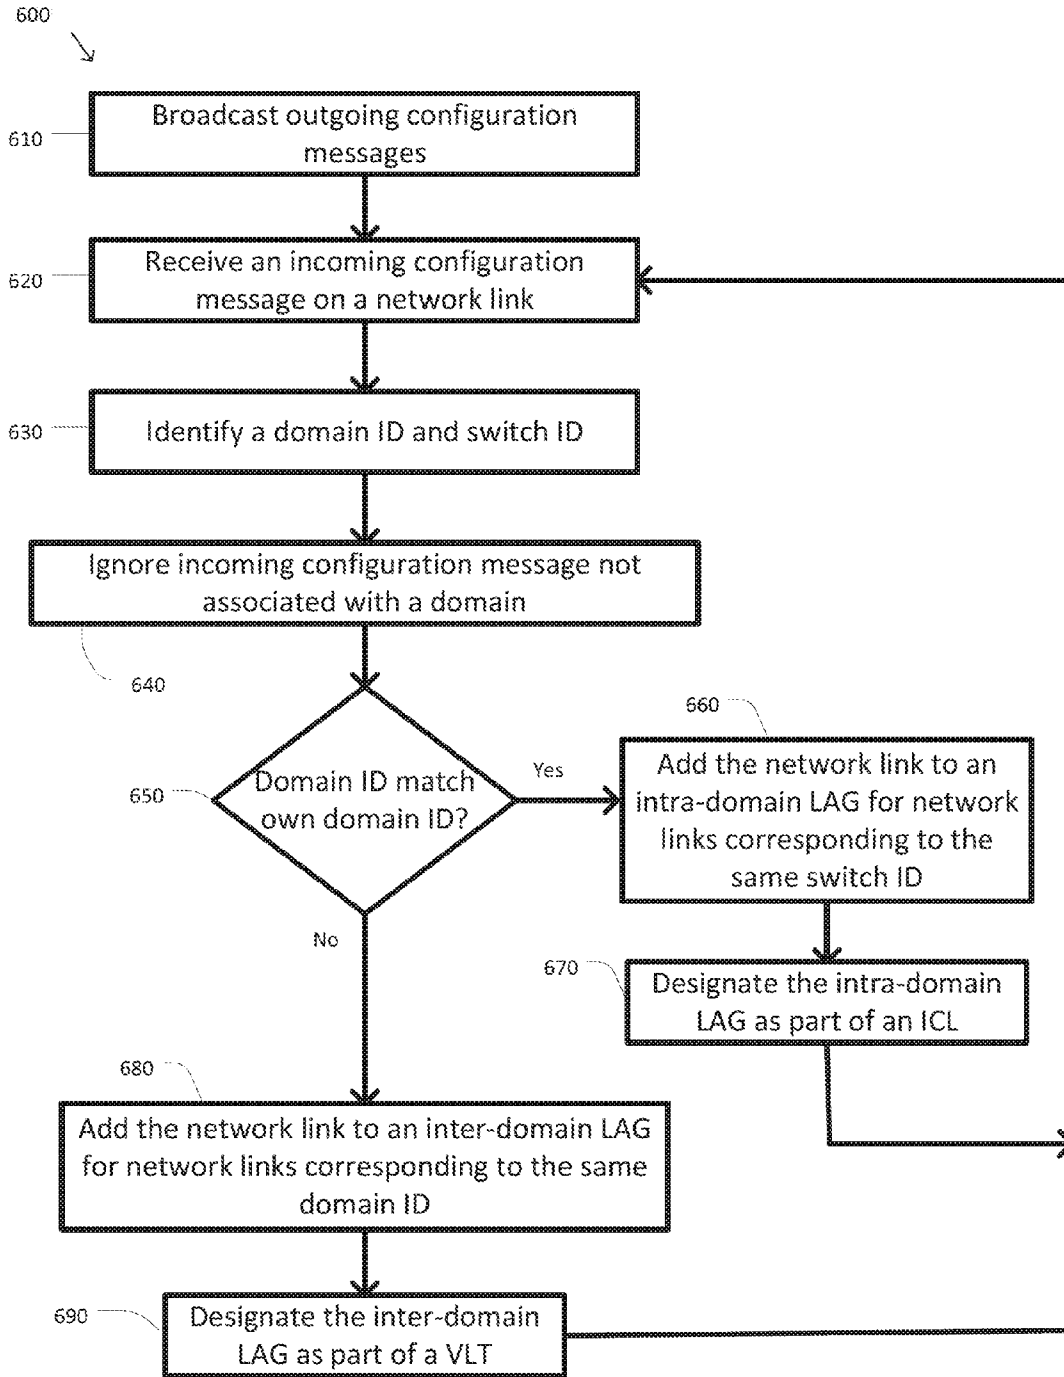 600
Broadcast outgoing configuration
messages
610
Receive an incoming configuration
message on a network link
620
Identify a domain ID and switch ID
630
Ignore incoming configuration message not
associated with a domain
640
Domain ID match
own domain ID?
650
Yes
No
660
Add the network link to an
intra-domain LAG for network
links corresponding to the
same switch ID
670
Designate the intra-domain
LAG as part of an ICL
680
Add the network link to an inter-domain LAG
for network links corresponding to the same
domain ID
690
Designate the inter-domain
LAG as part of a VLT